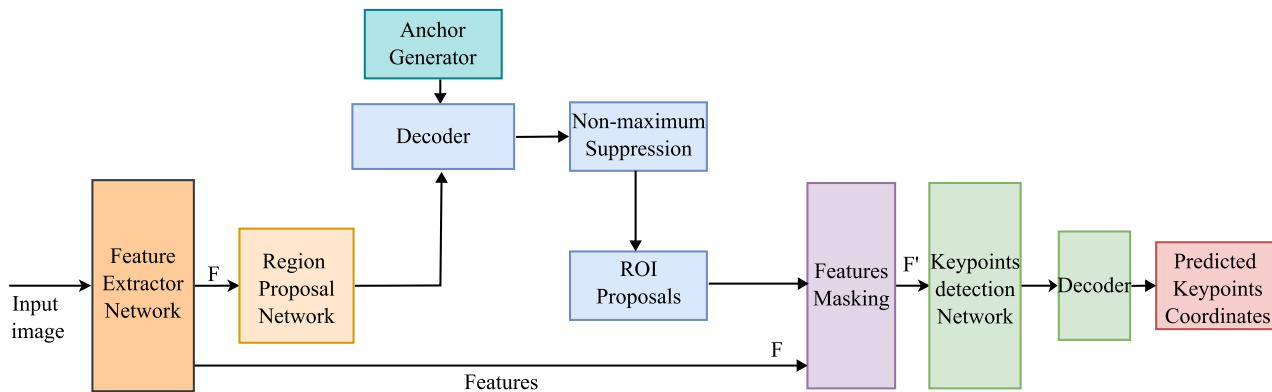 Anchor
Generator
Decoder
Non-maximum
Suppression
Input
image
Feature
Extractor
Network
F
Region
Proposal
Network
ROI
Proposals
F
Features
Features
Masking
F'
Keypoints
detection
Network
Decoder
Predicted
Keypoints
Coordinates